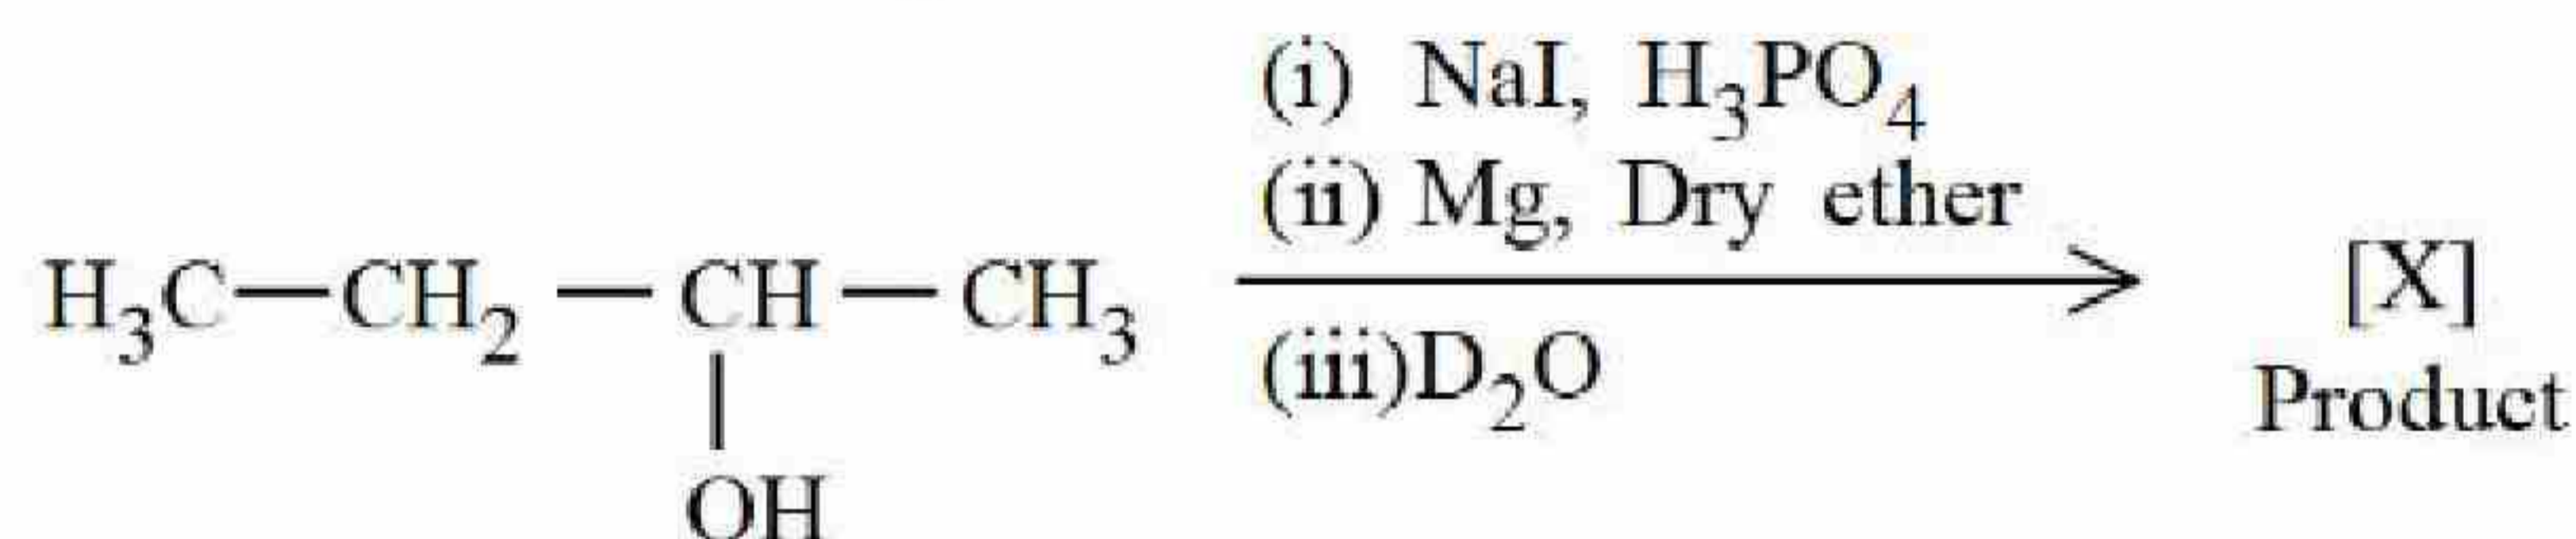 (i) NaI, H₃PO₄
(ii) Mg, Dry ether
H₃C—CH₂—CH—CH₃ [X]
(iii)D₂O
Product
OH